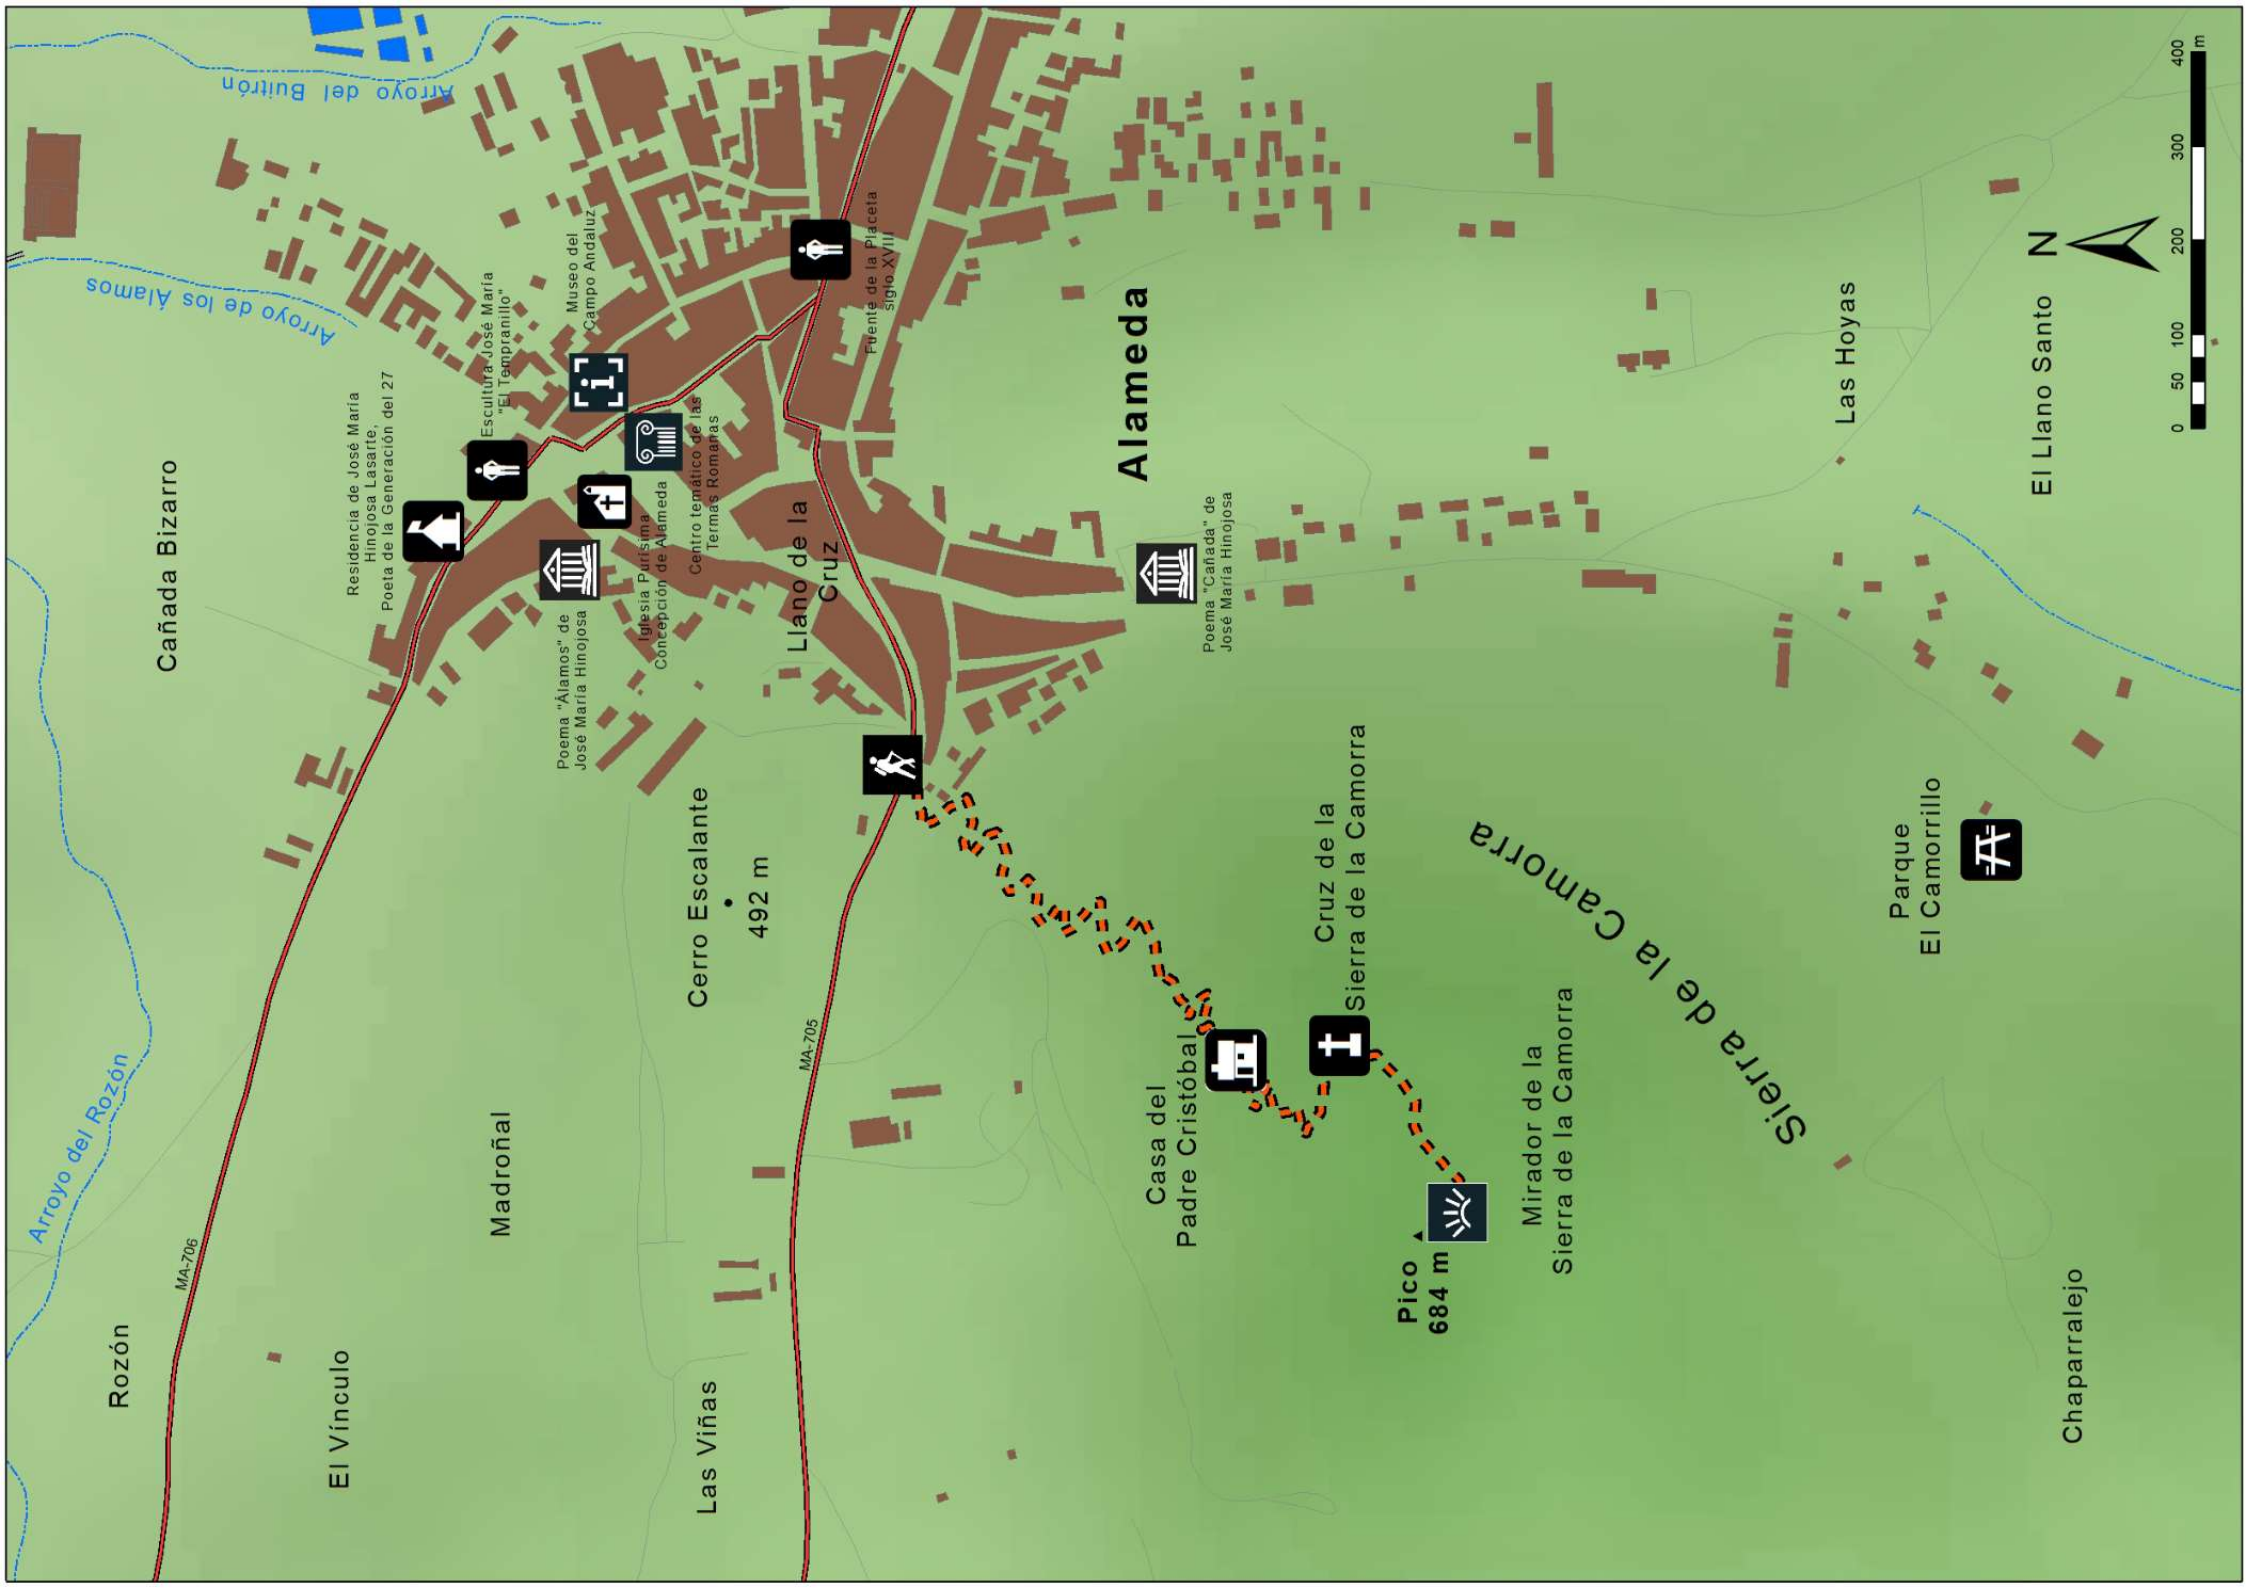 Arroyo del Buitrón
Arroyo de los Álamos
Arroyo del Rozón
Cañada Bizarro
Residencia de José María
Hinojosa Lasarte,
Poeta de la Generación del 27
Escultura José María
"El Tempranillo"
Museo del
Campo Andaluz
Centro temático de las
Termas Romanas
Iglesia Purísima
Concepción de Alameda
Poema "Álamos" de
José María Hinojosa
Fuente de la Placeta
siglo XVIII
Llano de la
Cruz
Alameda
Poema "Cañada" de
José María Hinojosa
MA-706
Rozón
El Vínculo
Madroñal
Las Viñas
Cerro Escalante
492 m
MA-705
Casa del
Padre Cristóbal
Cruz de la
Sierra de la Camorra
Pico
684 m
Mirador de la
Sierra de la Camorra
Sierra de la Camorra
Parque
El Camorrillo
Chaparralejo
Las Hoyas
El Llano Santo
N
0 50 100 200 300 400
m